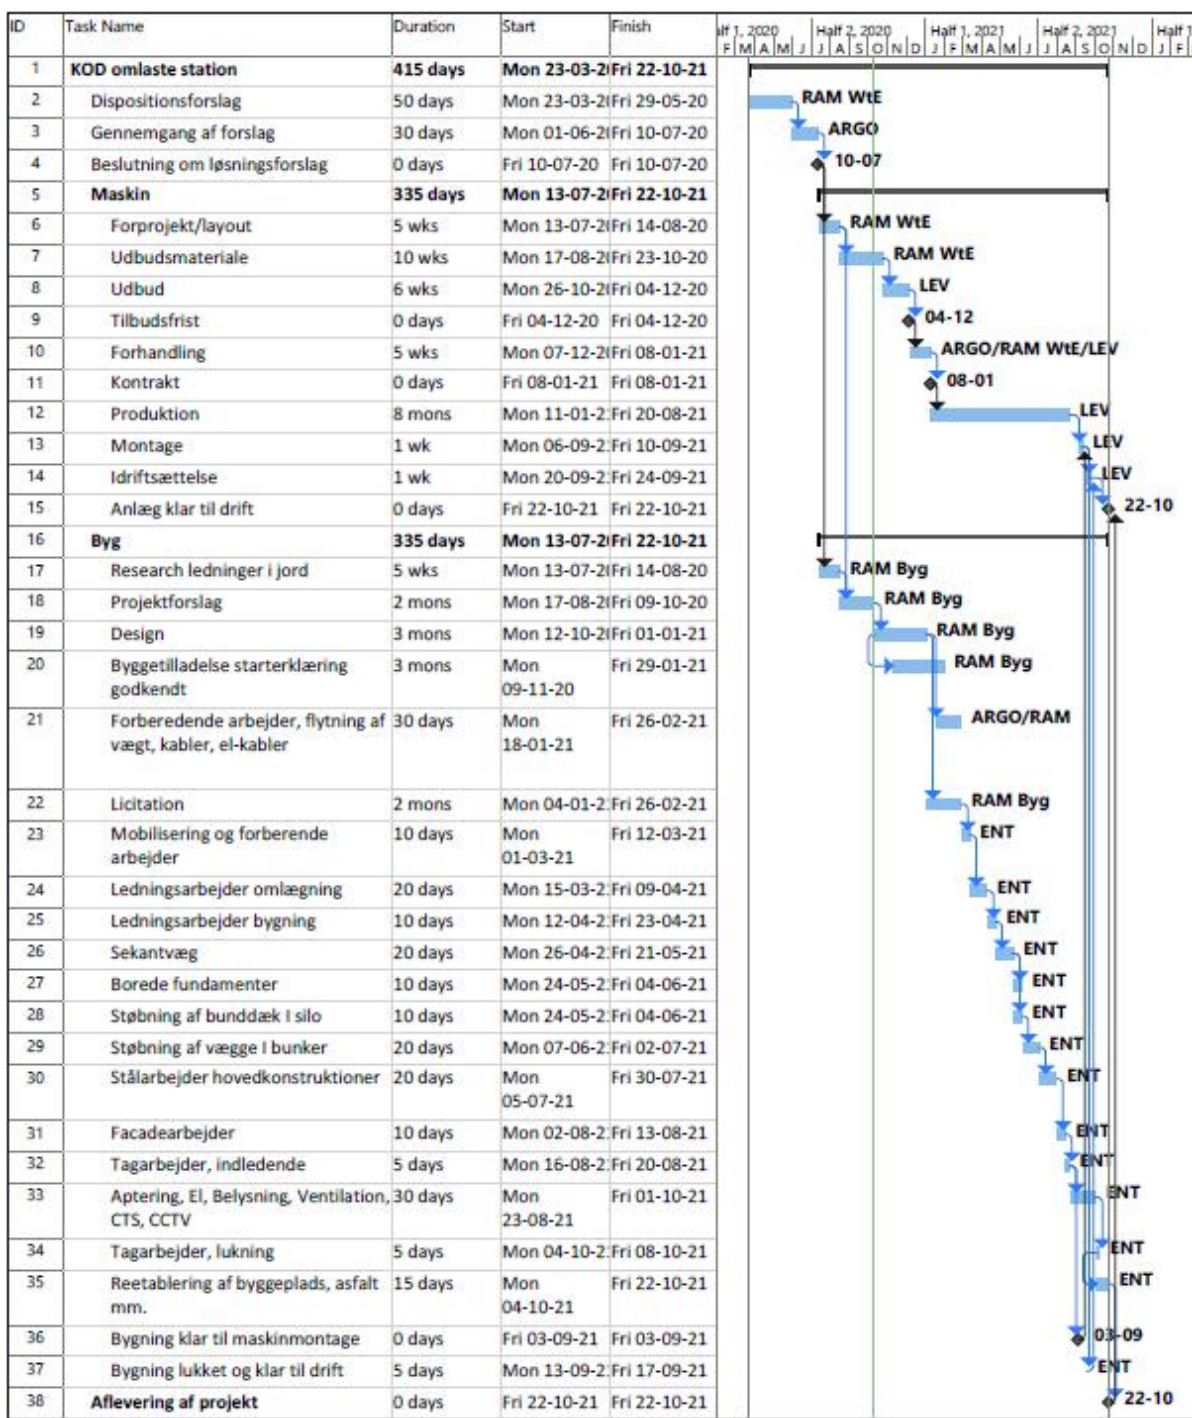 ID Task Name Duration Start Finish
alf 1, 2020 Half 2, 2020 Half 1, 2021 Half 2, 2021 Half 1
F M A M J J A S O N D J F M A M J J A S O N D J F
1 KOD omlaste station 415 days Mon 23-03-2 Fri 22-10-21
2 Dispositionsforslag 50 days Mon 23-03-2 Fri 29-05-20 RAM WtE
3 Gennemgang af forslag 30 days Mon 01-06-2 Fri 10-07-20 ARGO
4 Beslutning om løsningsforslag 0 days Fri 10-07-20 Fri 10-07-20 10-07
5 Maskin 335 days Mon 13-07-2 Fri 22-10-21
6 Forprojekt/layout 5 wks Mon 13-07-2 Fri 14-08-20 RAM WtE
7 Udbudsmateriale 10 wks Mon 17-08-2 Fri 23-10-20 RAM WtE
8 Udbud 6 wks Mon 26-10-2 Fri 04-12-20 LEV
9 Tilbudsfrist 0 days Fri 04-12-20 Fri 04-12-20 04-12
10 Forhandling 5 wks Mon 07-12-2 Fri 08-01-21 ARGO/RAM WtE/LEV
11 Kontrakt 0 days Fri 08-01-21 Fri 08-01-21 08-01
12 Produktion 8 mons Mon 11-01-2 Fri 20-08-21 LEV
13 Montage 1 wk Mon 06-09-2 Fri 10-09-21 LEV
14 Idriftsættelse 1 wk Mon 20-09-2 Fri 24-09-21 LEV
15 Anlæg klar til drift 0 days Fri 22-10-21 Fri 22-10-21 22-10
16 Byg 335 days Mon 13-07-2 Fri 22-10-21
17 Research ledninger i jord 5 wks Mon 13-07-2 Fri 14-08-20 RAM Byg
18 Projektforslag 2 mons Mon 17-08-2 Fri 09-10-20 RAM Byg
19 Design 3 mons Mon 12-10-2 Fri 01-01-21 RAM Byg
20 Byggetilladelse starterklæring 3 mons Mon Fri 29-01-21 RAM Byg
godkendt 09-11-20
21 Forberedende arbejder, flytning af 30 days Mon Fri 26-02-21 ARGO/RAM
vægt, kabler, el-kabler 18-01-21
22 Licitation 2 mons Mon 04-01-2 Fri 26-02-21 RAM Byg
23 Mobilisering og forberende 10 days Mon Fri 12-03-21 ENT
arbejder 01-03-21
24 Ledningsarbejder omlægning 20 days Mon 15-03-2 Fri 09-04-21 ENT
25 Ledningsarbejder bygning 10 days Mon 12-04-2 Fri 23-04-21 ENT
26 Sekantvæg 20 days Mon 26-04-2 Fri 21-05-21 ENT
27 Borede fundamenter 10 days Mon 24-05-2 Fri 04-06-21 ENT
28 Støbning af bunddæk I silo 10 days Mon 24-05-2 Fri 04-06-21 ENT
29 Støbning af vægge I bunker 20 days Mon 07-06-2 Fri 02-07-21 ENT
30 Stålarbejder hovedkonstruktioner 20 days Mon Fri 30-07-21 ENT
05-07-21
31 Facadearbejder 10 days Mon 02-08-2 Fri 13-08-21 ENT
32 Tagarbejder, indledende 5 days Mon 16-08-2 Fri 20-08-21 ENT
33 Aptering, El, Belysning, Ventilation, 30 days Mon Fri 01-10-21 ENT
CTS, CCTV 23-08-21
34 Tagarbejder, lukning 5 days Mon 04-10-2 Fri 08-10-21 ENT
35 Reetablering af byggeplads, asfalt 15 days Mon Fri 22-10-21 ENT
mm. 04-10-21
36 Bygning klar til maskinmontage 0 days Fri 03-09-21 Fri 03-09-21 03-09
37 Bygning lukket og klar til drift 5 days Mon 13-09-2 Fri 17-09-21 ENT
38 Aflevering af projekt 0 days Fri 22-10-21 Fri 22-10-21 22-10